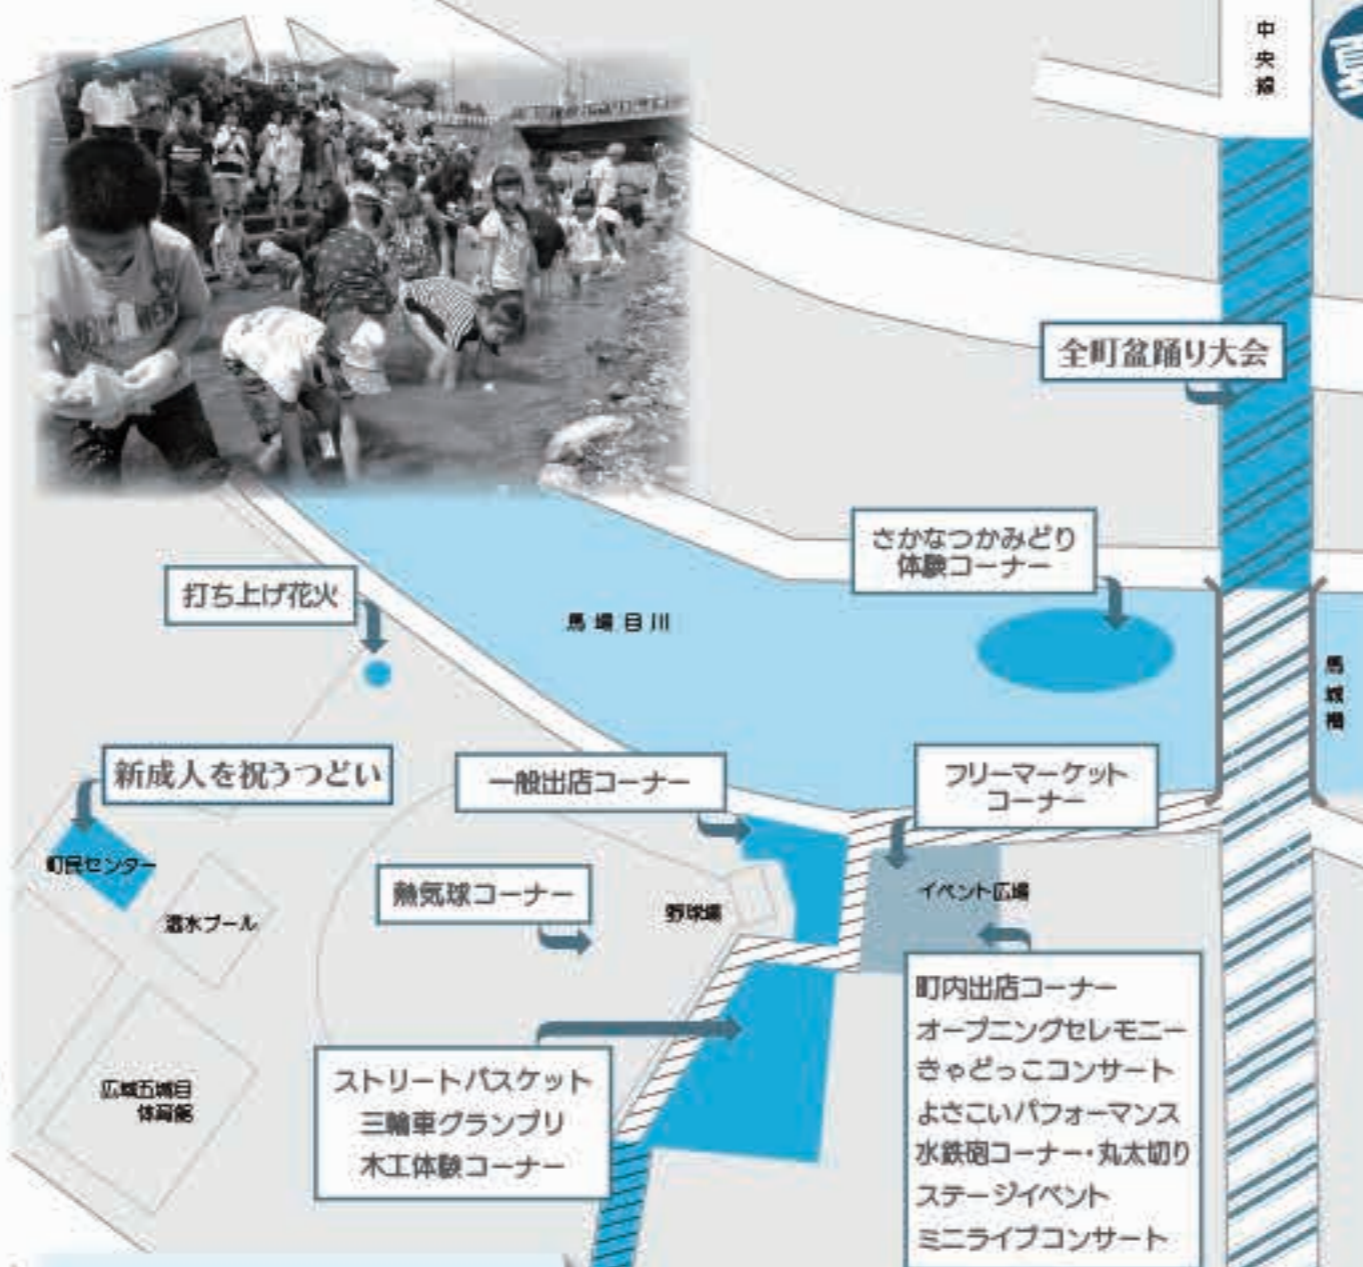 中央線
夏
全町盆踊り大会
さかなつかみどり
体験コーナー
打ち上げ花火
馬場目川
馬城橋
新成人を祝うつどい
一般出店コーナー
フリーマーケット
コーナー
町民センター
熱気球コーナー
野球場
イベント広場
温水プール
町内出店コーナー
オープニングセレモニー
きゃどっこコンサート
よさこいパフォーマンス
水鉄砲コーナー・丸太切り
ステージイベント
ミニライブコンサート
ストリートバスケット
三輪車グランプリ
木工体験コーナー
広域五城目
体育館